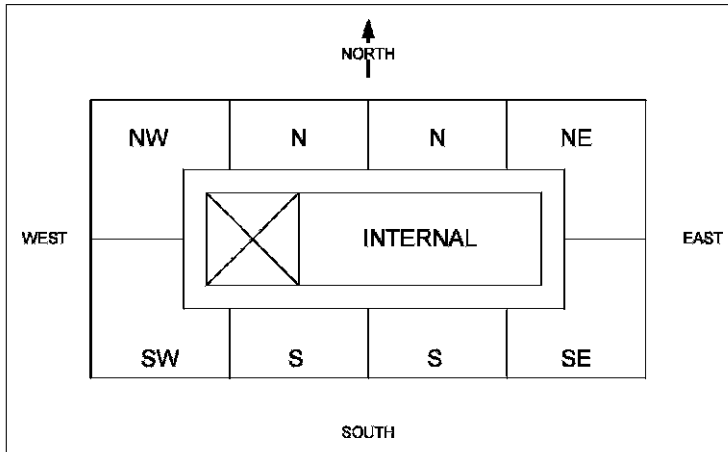 NORTH
NW N N NE
WEST INTERNAL EAST
SW S S SE
SOUTH